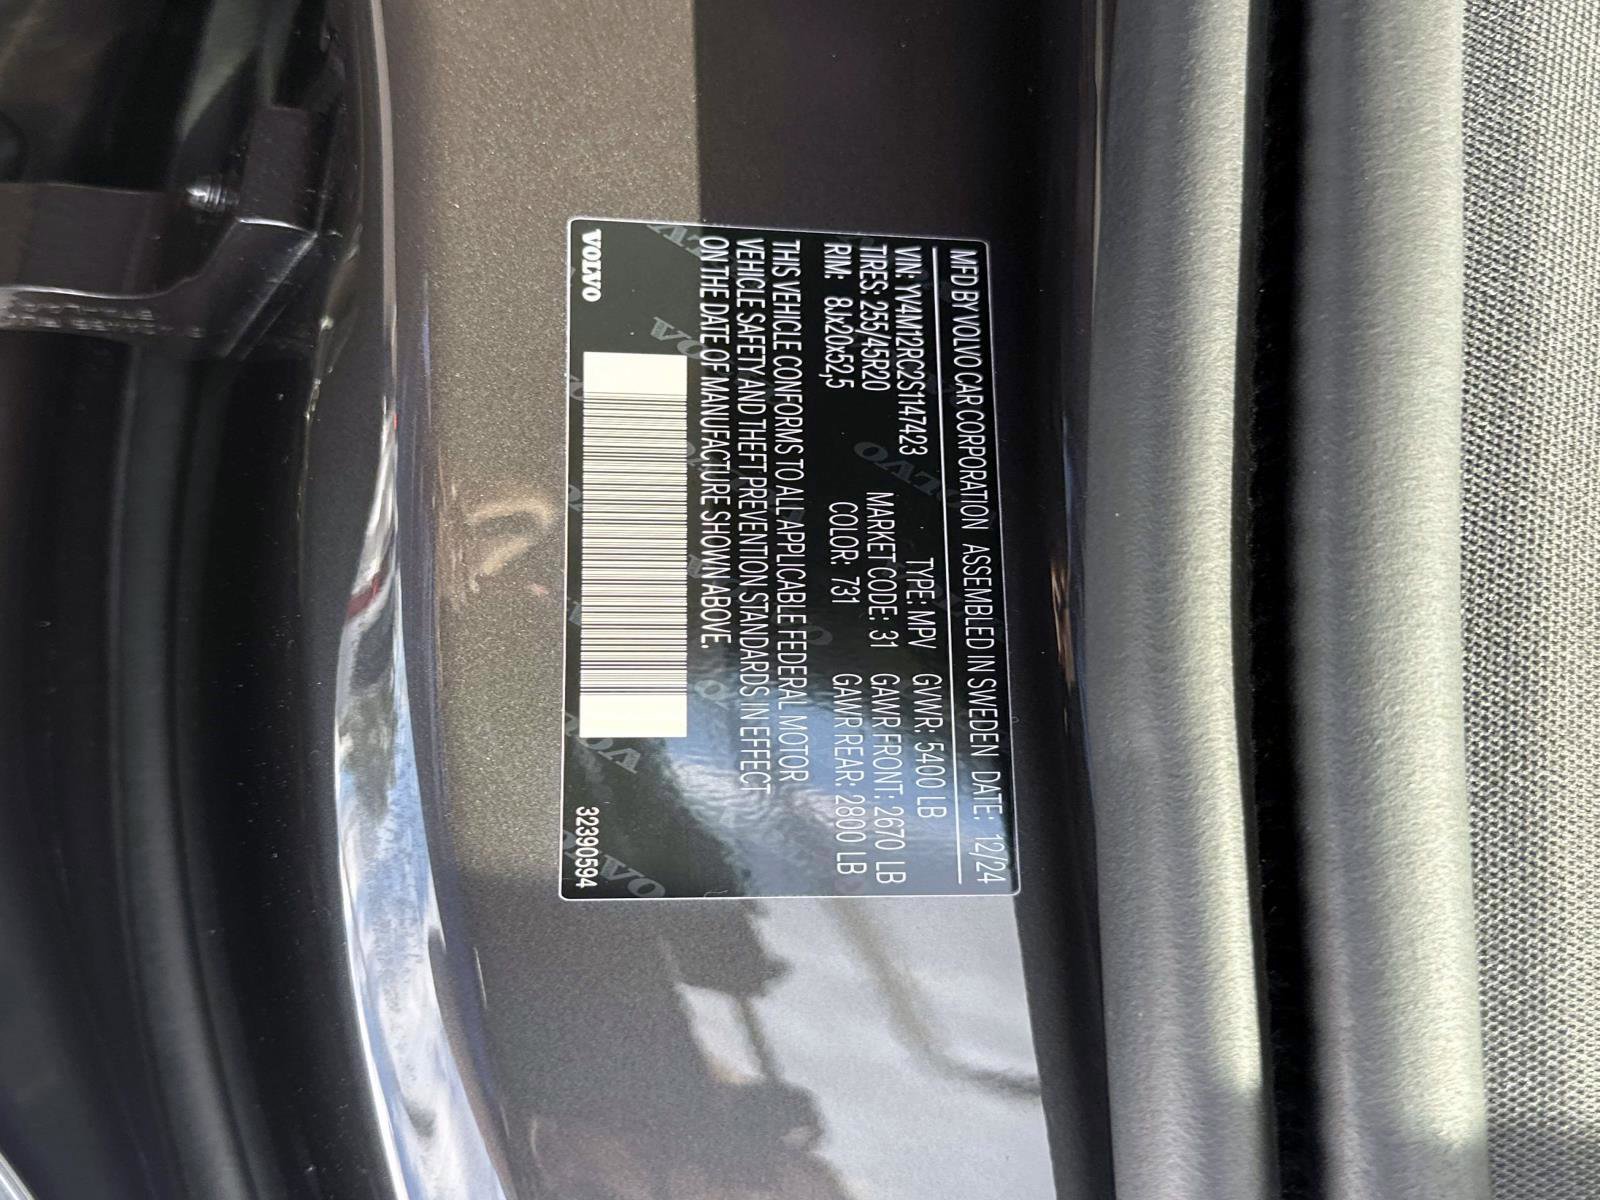 MFD BY VOLVO CAR CORPORATION ASSEMBLED IN SWEDEN DATE: 12/24
VIN: YV4M12RC2S1147423 TYPE: MPV GVWR: 5400 LB
TIRES: 255/45R20 MARKET CODE: 31 GAWR FRONT: 2670 LB
RIM: 8Jx20x52,5 COLOR: 731 GAWR REAR: 2800 LB
THIS VEHICLE CONFORMS TO ALL APPLICABLE FEDERAL MOTOR
VEHICLE SAFETY AND THEFT PREVENTION STANDARDS IN EFFECT
ON THE DATE OF MANUFACTURE SHOWN ABOVE.
VOLVO 32390594